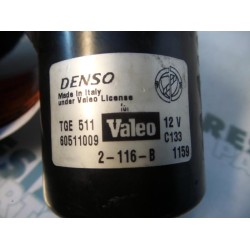 DENSO
Made in Italy
under Valeo License
TGE 511 Valeo 12 V
60511009 C133
2-116-B 1159